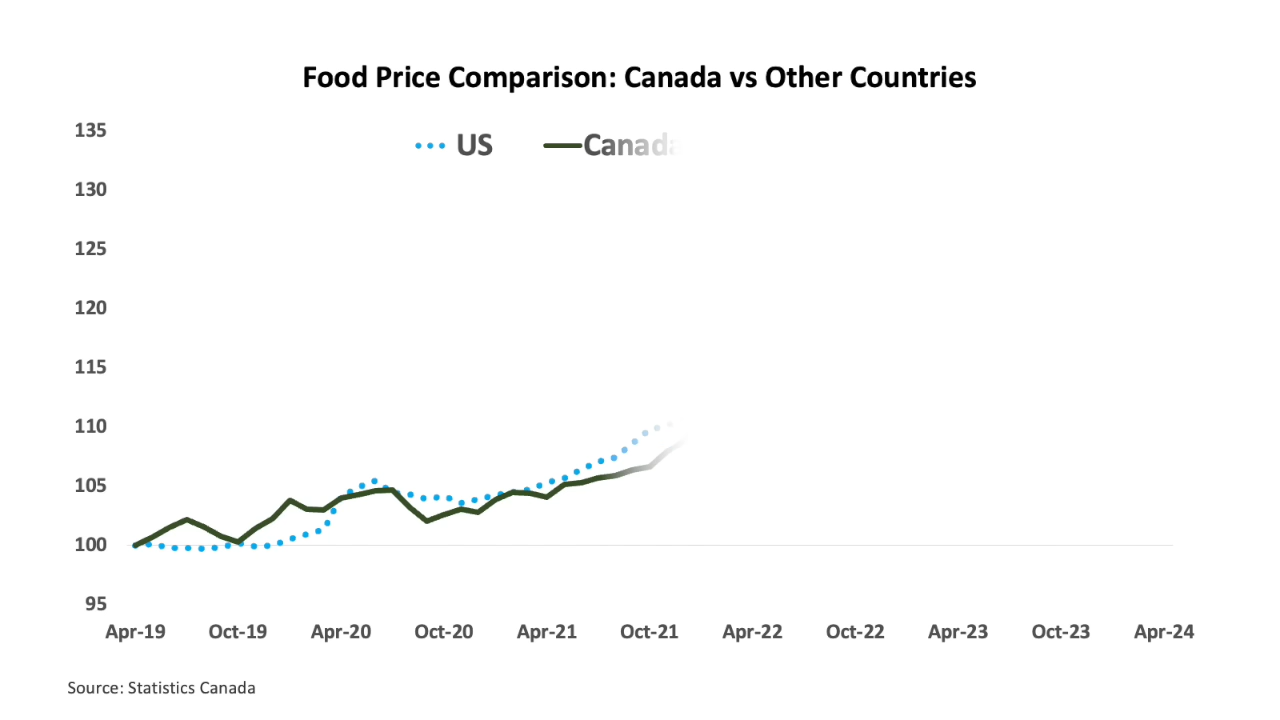 Food Price Comparison: Canada vs Other Countries
US Canada
135
130
125
120
115
110
105
100
95
Apr-19 Oct-19 Apr-20 Oct-20 Apr-21 Oct-21 Apr-22 Oct-22 Apr-23 Oct-23 Apr-24
Source: Statistics Canada